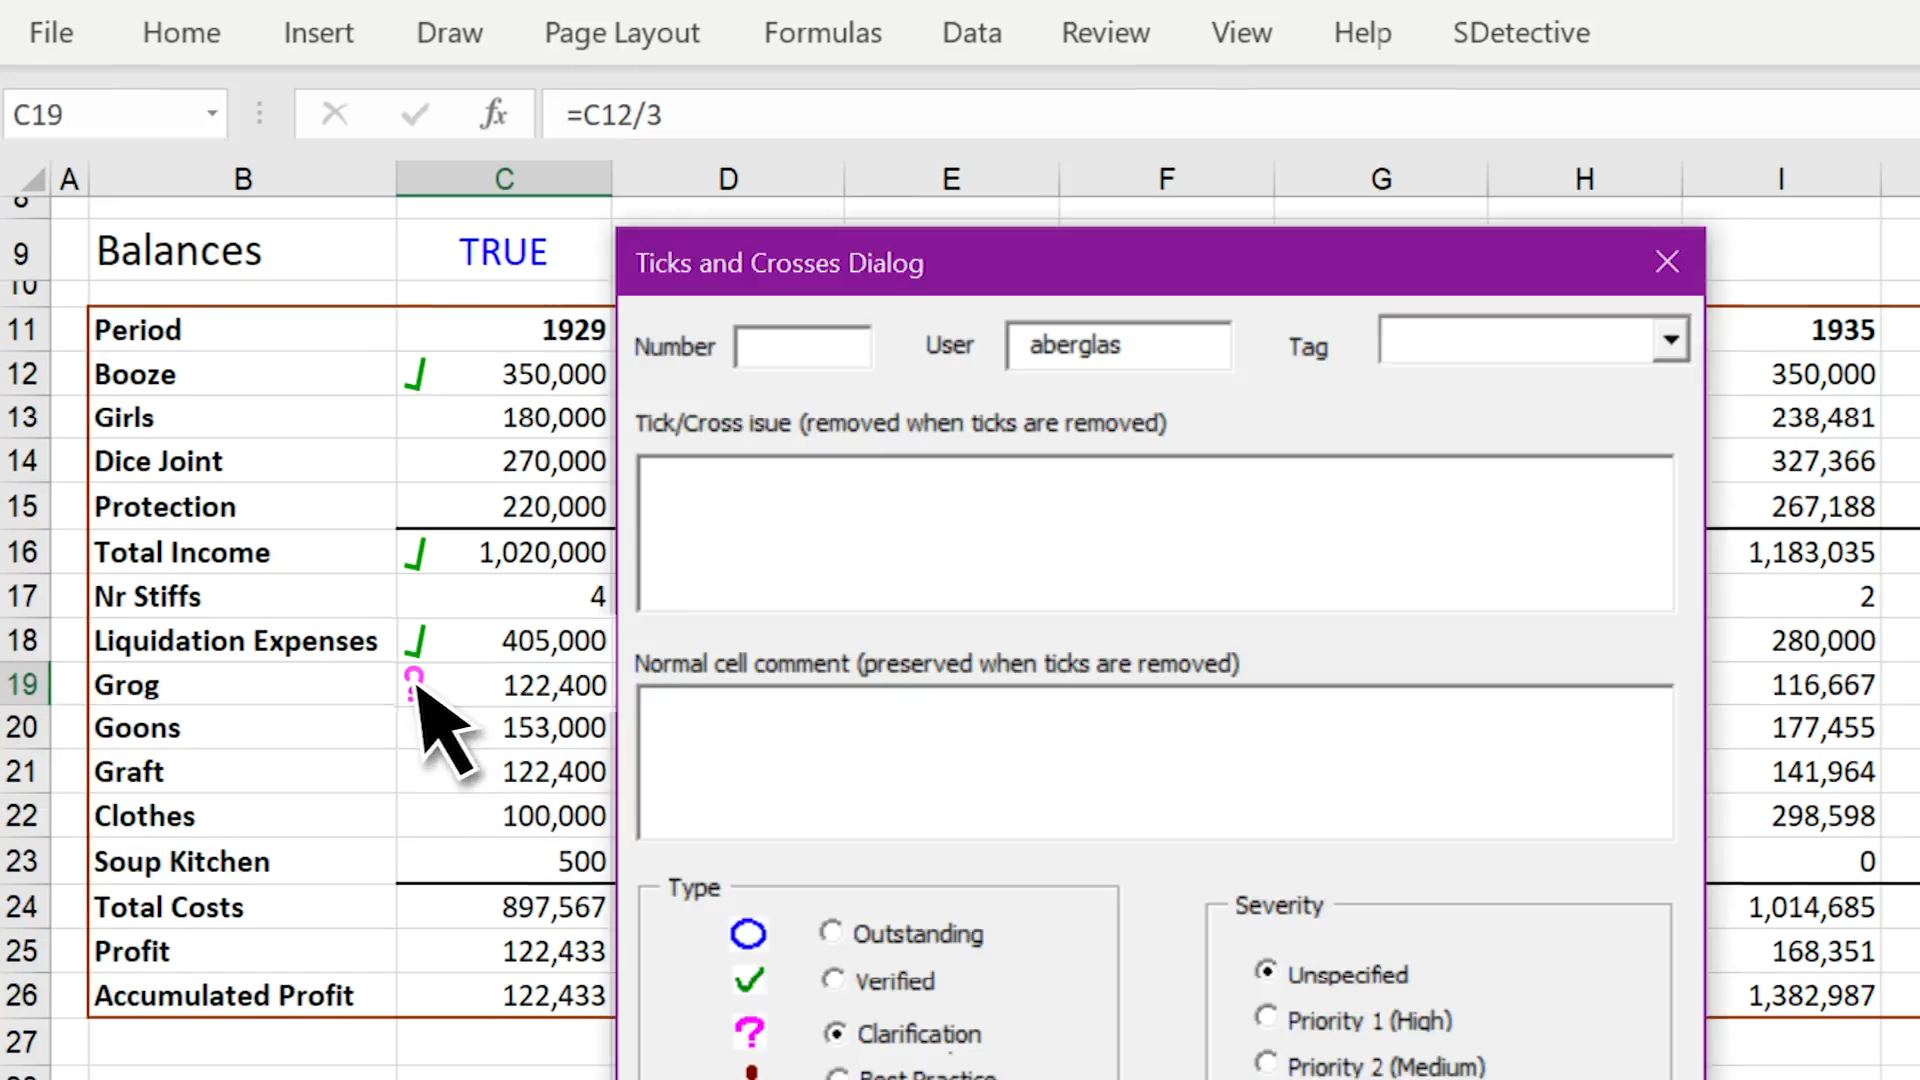 File Home Insert Draw Page Layout Formulas Data Review View Help SDetective
C19 fx =C12/3
A B C D E F G H I
9 Balances TRUE
10
Ticks and Crosses Dialog
11 Period 1929 1935
Number User aberglas Tag
12 Booze 350,000 350,000
13 Girls 180,000 238,481
Tick/Cross isue (removed when ticks are removed)
14 Dice Joint 270,000 327,366
15 Protection 220,000 267,188
16 Total Income 1,020,000 1,183,035
17 Nr Stiffs 4 2
18 Liquidation Expenses 405,000 280,000
Normal cell comment (preserved when ticks are removed)
19 Grog ? 122,400 116,667
20 Goons 153,000 177,455
21 Graft 122,400 141,964
22 Clothes 100,000 298,598
23 Soup Kitchen 500 0
Type Severity
24 Total Costs 897,567 1,014,685
Outstanding
25 Profit 122,433 168,351
Verified Unspecified
26 Accumulated Profit 122,433 1,382,987
Priority 1 (High)
27
? Clarification
Priority 2 (Medium)
Best Practice